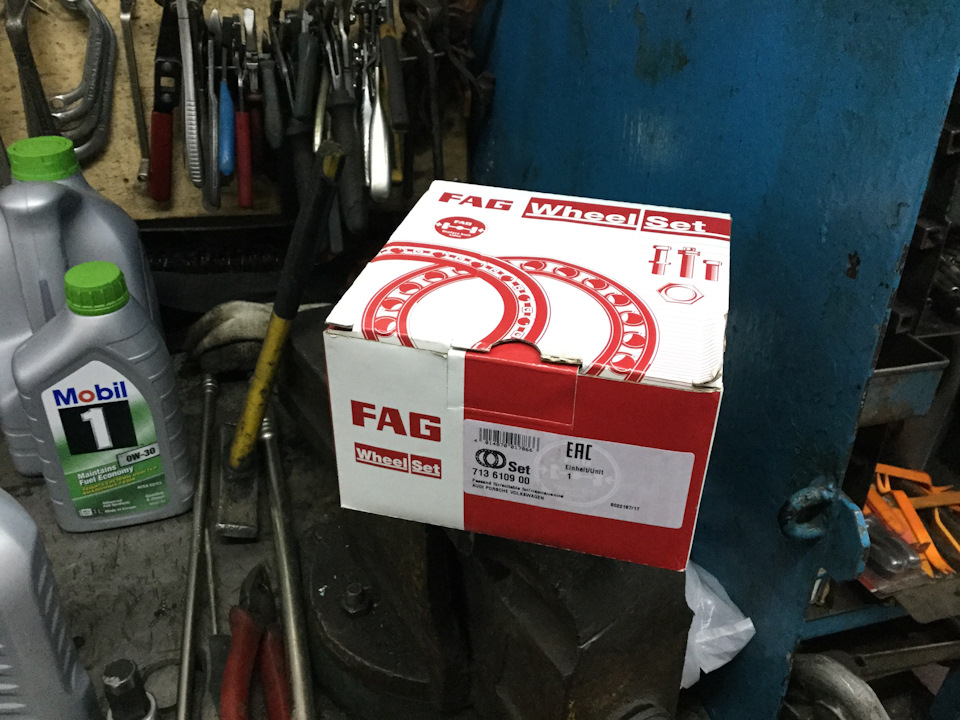 FAG Wheel Set
FAG
FAG
Wheel Set
EAC
Set
Einheit/Unit
713 6109 00
1
AUDI PORSCHE VOLKSWAGEN
Mobil
1
0W-30
Maintains
Fuel Economy